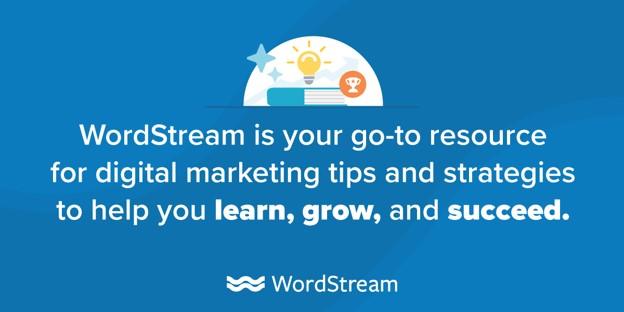 WordStream is your go-to resource
for digital marketing tips and strategies
to help you learn, grow, and succeed.
WordStream